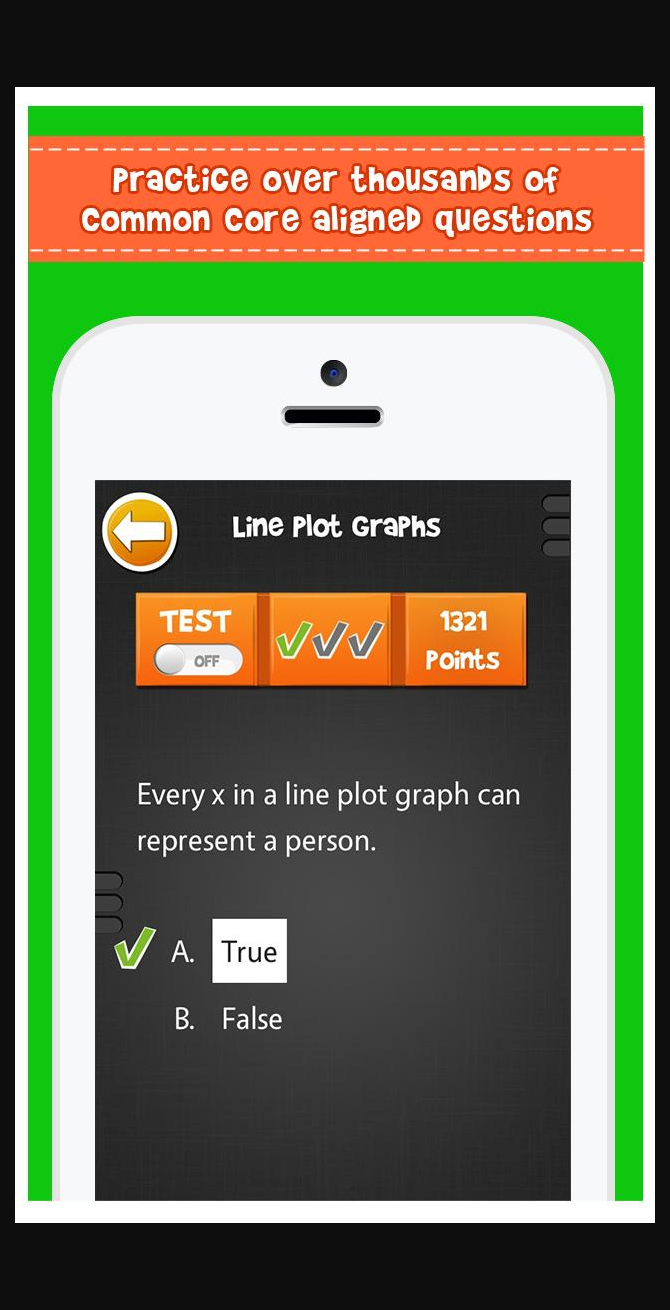 Practice over thousands of
common core aligned questions
Line Plot Graphs
TEST
OFF
1321
Points
Every x in a line plot graph can
represent a person.
A. True
B. False